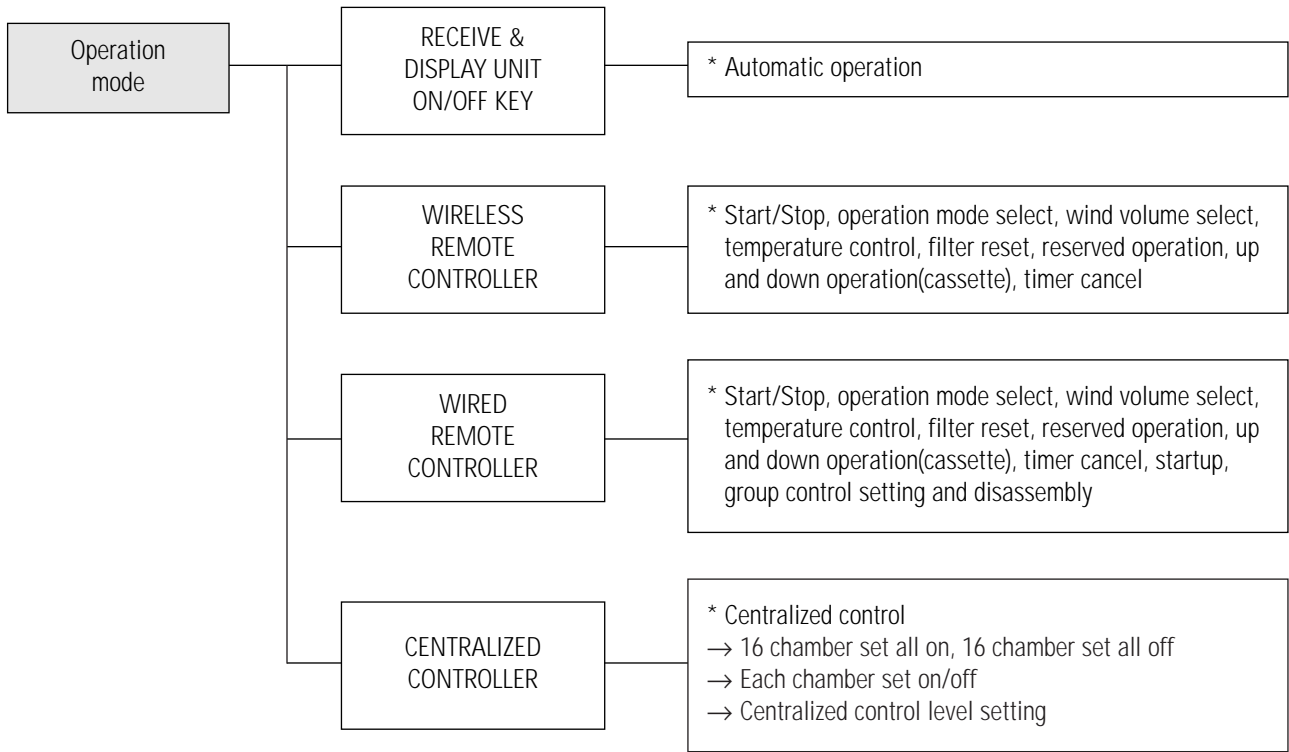 Operation
mode
RECEIVE &
DISPLAY UNIT
ON/OFF KEY
* Automatic operation
WIRELESS
REMOTE
CONTROLLER
* Start/Stop, operation mode select, wind volume select,
temperature control, filter reset, reserved operation, up
and down operation(cassette), timer cancel
WIRED
REMOTE
CONTROLLER
* Start/Stop, operation mode select, wind volume select,
temperature control, filter reset, reserved operation, up
and down operation(cassette), timer cancel, startup,
group control setting and disassembly
CENTRALIZED
CONTROLLER
* Centralized control
→ 16 chamber set all on, 16 chamber set all off
→ Each chamber set on/off
→ Centralized control level setting